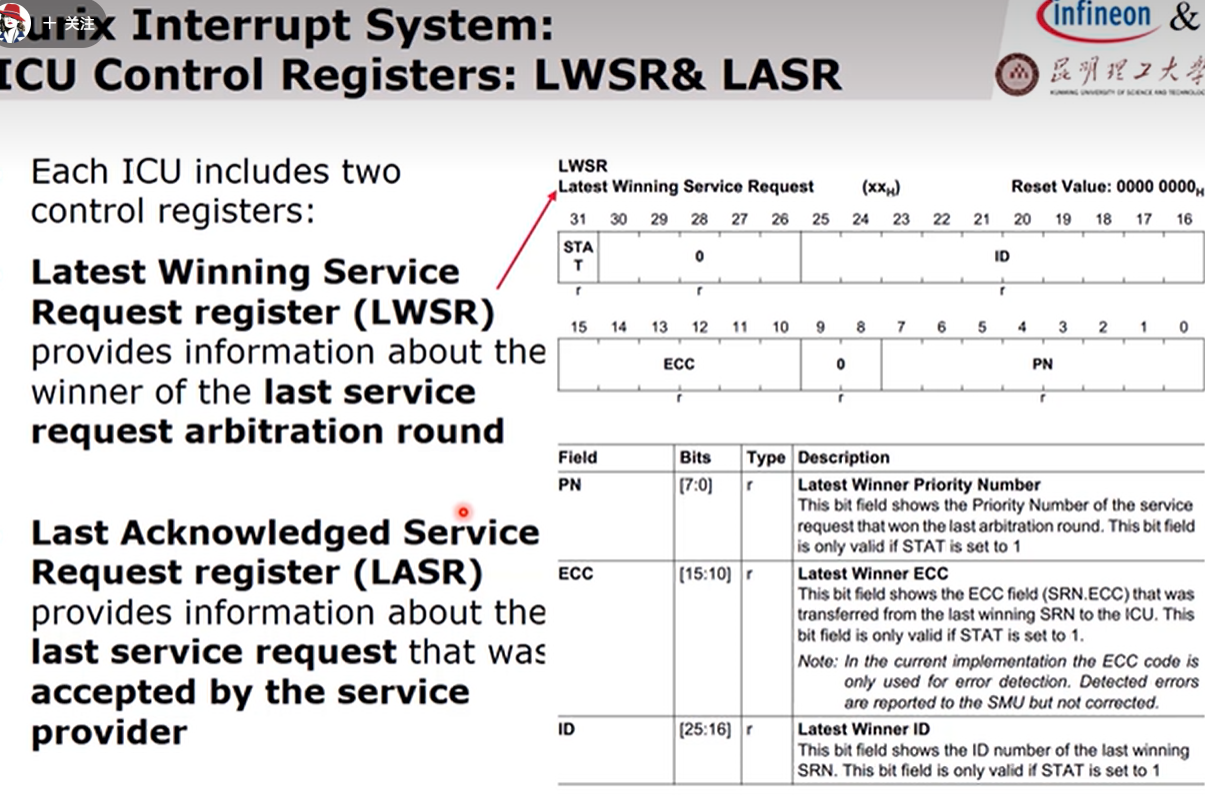 + 关注
urix Interrupt System:
ICU Control Registers: LWSR& LASR
infineon &
昆明理工大学
KUNMING UNIVERSITY OF SCIENCE AND TECHNOLOG
Each ICU includes two
control registers:
Latest Winning Service
Request register (LWSR)
provides information about the
winner of the last service
request arbitration round
Last Acknowledged Service
Request register (LASR)
provides information about the
last service request that was
accepted by the service
provider
LWSR
Latest Winning Service Request (xxH) Reset Value: 0000 0000H
31 30 29 28 27 26 25 24 23 22 21 20 19 18 17 16
STA
T
0 ID
r r r
15 14 13 12 11 10 9 8 7 6 5 4 3 2 1 0
ECC 0 PN
r r r
Field Bits Type Description
PN [7:0] r Latest Winner Priority Number
This bit field shows the Priority Number of the service
request that won the last arbitration round. This bit field
is only valid if STAT is set to 1
ECC [15:10] r Latest Winner ECC
This bit field shows the ECC field (SRN.ECC) that was
transferred from the last winning SRN to the ICU. This
bit field is only valid if STAT is set to 1.
Note: In the current implementation the ECC code is
only used for error detection. Detected errors
are reported to the SMU but not corrected.
ID [25:16] r Latest Winner ID
This bit field shows the ID number of the last winning
SRN. This bit field is only valid if STAT is set to 1